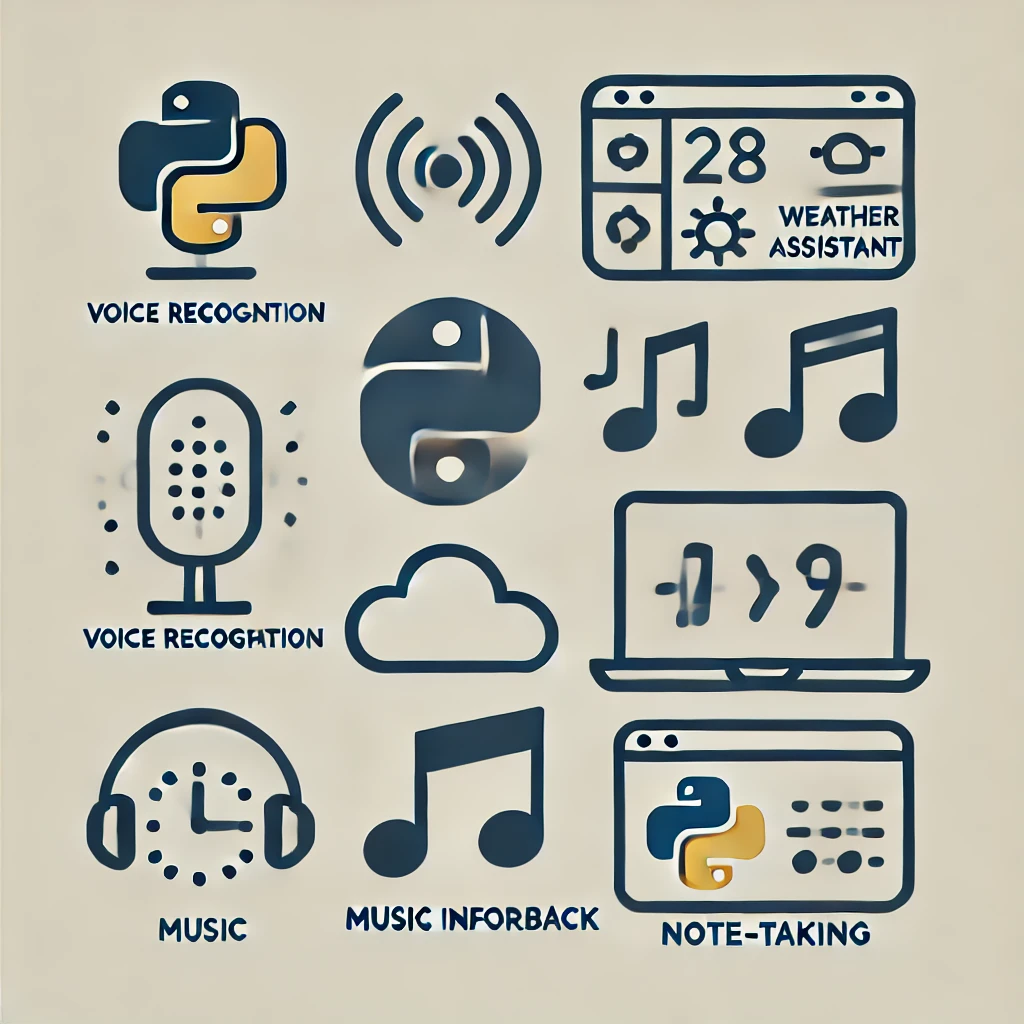 28
WEATHER
ASSISTANT
VOICE RECOGNTION
VOICE RECOGHTION
MUSIC
MUSIC INFORBACK
NOTE-TAKING